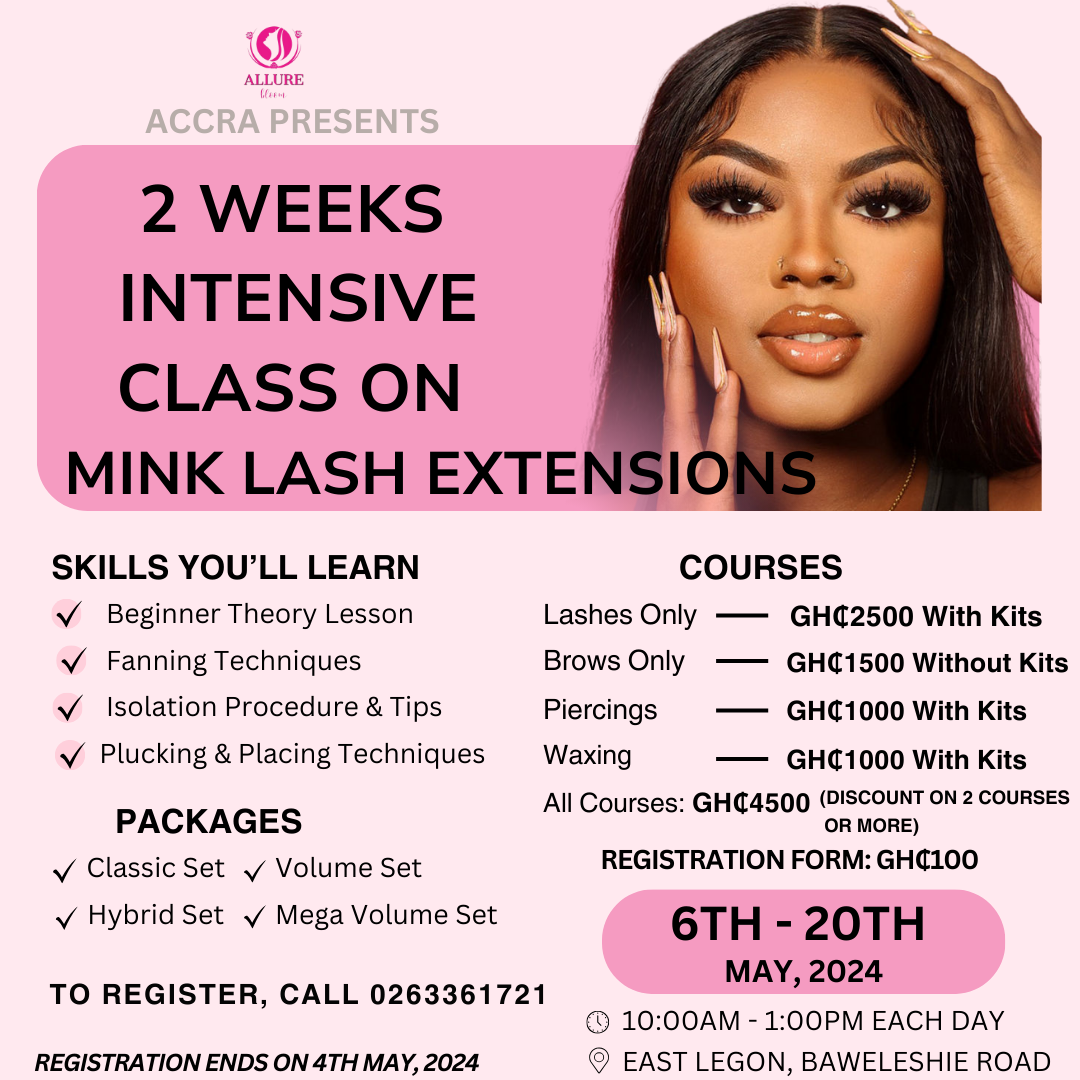 ALLURE
bloom
ACCRA PRESENTS
2 WEEKS
INTENSIVE
CLASS ON
MINK LASH EXTENSIONS
SKILLS YOU’LL LEARN
Beginner Theory Lesson
Fanning Techniques
Isolation Procedure & Tips
Plucking & Placing Techniques
PACKAGES
Classic Set
Volume Set
Hybrid Set
Mega Volume Set
TO REGISTER, CALL 0263361721
REGISTRATION ENDS ON 4TH MAY, 2024
COURSES
Lashes Only — GH₵2500 With Kits
Brows Only — GH₵1500 Without Kits
Piercings — GH₵1000 With Kits
Waxing — GH₵1000 With Kits
All Courses: GH₵4500 (DISCOUNT ON 2 COURSES
OR MORE)
REGISTRATION FORM: GH₵100
6TH - 20TH
MAY, 2024
10:00AM - 1:00PM EACH DAY
EAST LEGON, BAWELESHIE ROAD